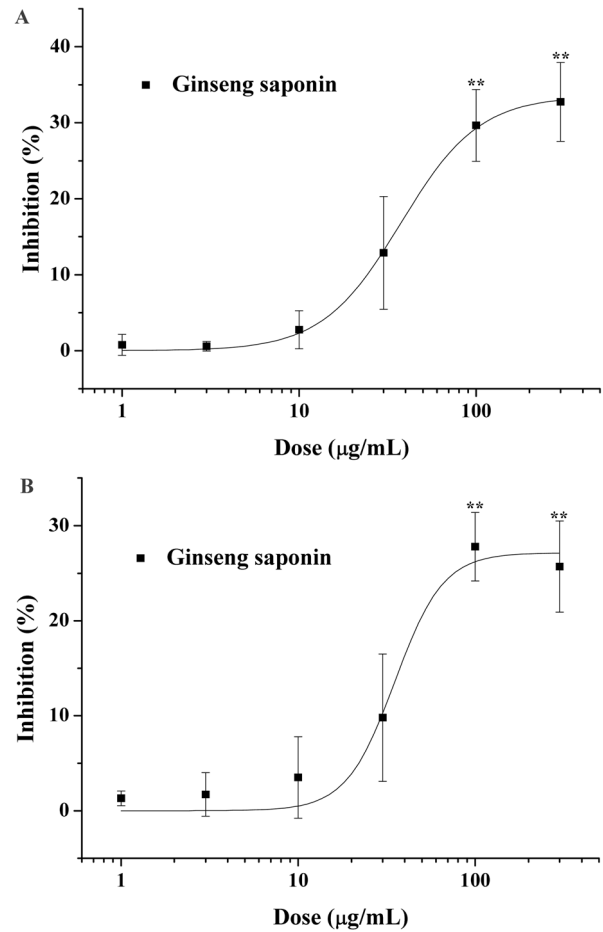 A
40
** **
Ginseng saponin
30
20
10
0
Inhibition (%)
1 10 100
Dose (μg/mL)
B
** **
30
Ginseng saponin
20
10
0
Inhibition (%)
1 10 100
Dose (μg/mL)